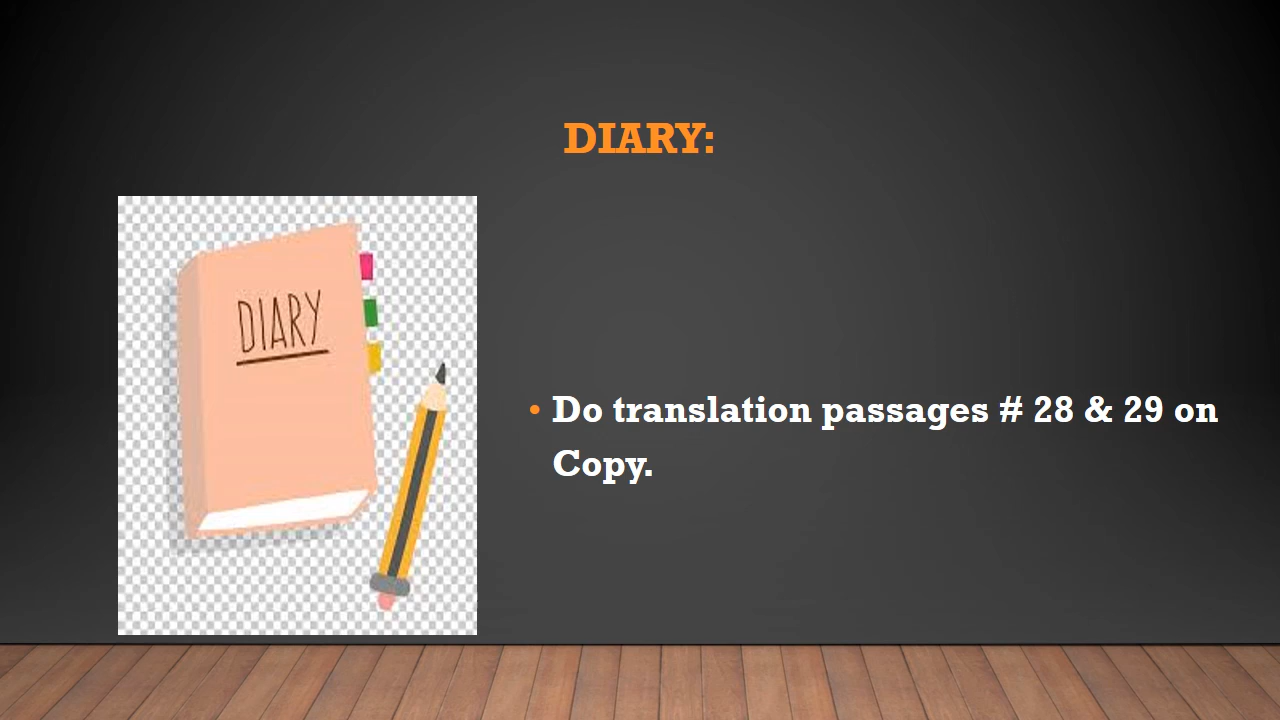 DIARY:
DIARY
• Do translation passages # 28 & 29 on
Copy.